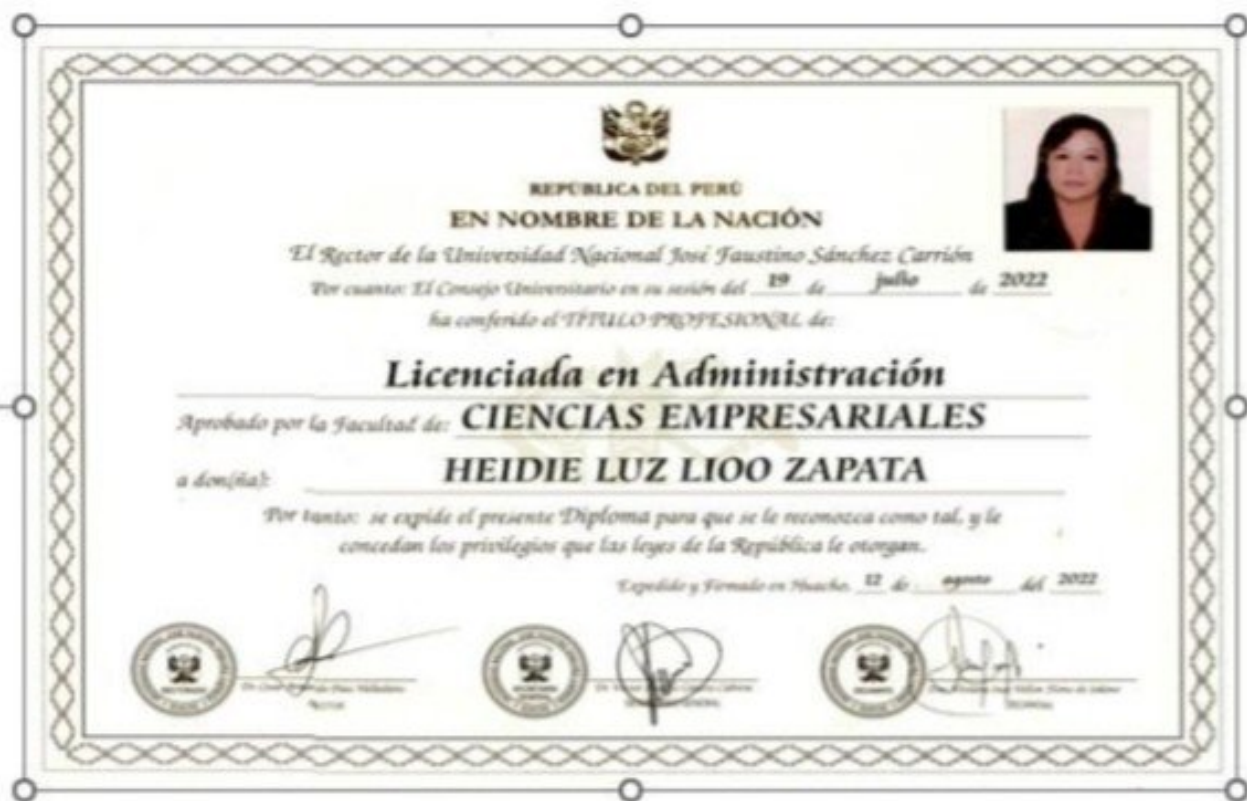 REPÚBLICA DEL PERÚ
EN NOMBRE DE LA NACIÓN
El Rector de la Universidad Nacional José Faustino Sánchez Carrión
Por cuanto: El Consejo Universitario en su sesión del 19 de julio de 2022
ha conferido el TÍTULO PROFESIONAL de:
Licenciada en Administración
Aprobado por la Facultad de: CIENCIAS EMPRESARIALES
a don(ña): HEIDIE LUZ LIOO ZAPATA
Por tanto: se expide el presente Diploma para que se le reconozca como tal, y le
concedan los privilegios que las leyes de la República le otorgan.
Expedido y Firmado en Huacho, 12 de agosto del 2022
RECTOR
GENERAL
DECANO(A)